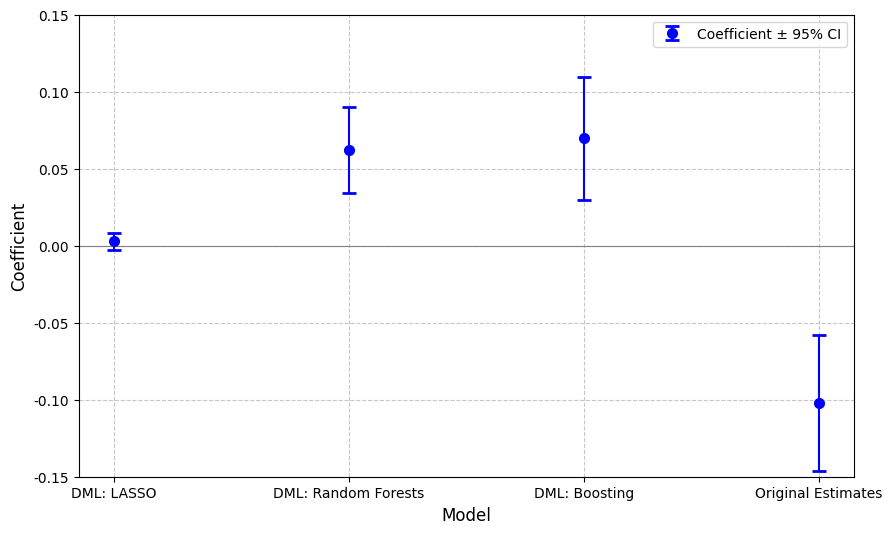 0.15
Coefficient ± 95% CI
0.10
0.05
0.00
-0.05
-0.10
-0.15
Coefficient
DML: LASSO
DML: Random Forests
DML: Boosting
Original Estimates
Model